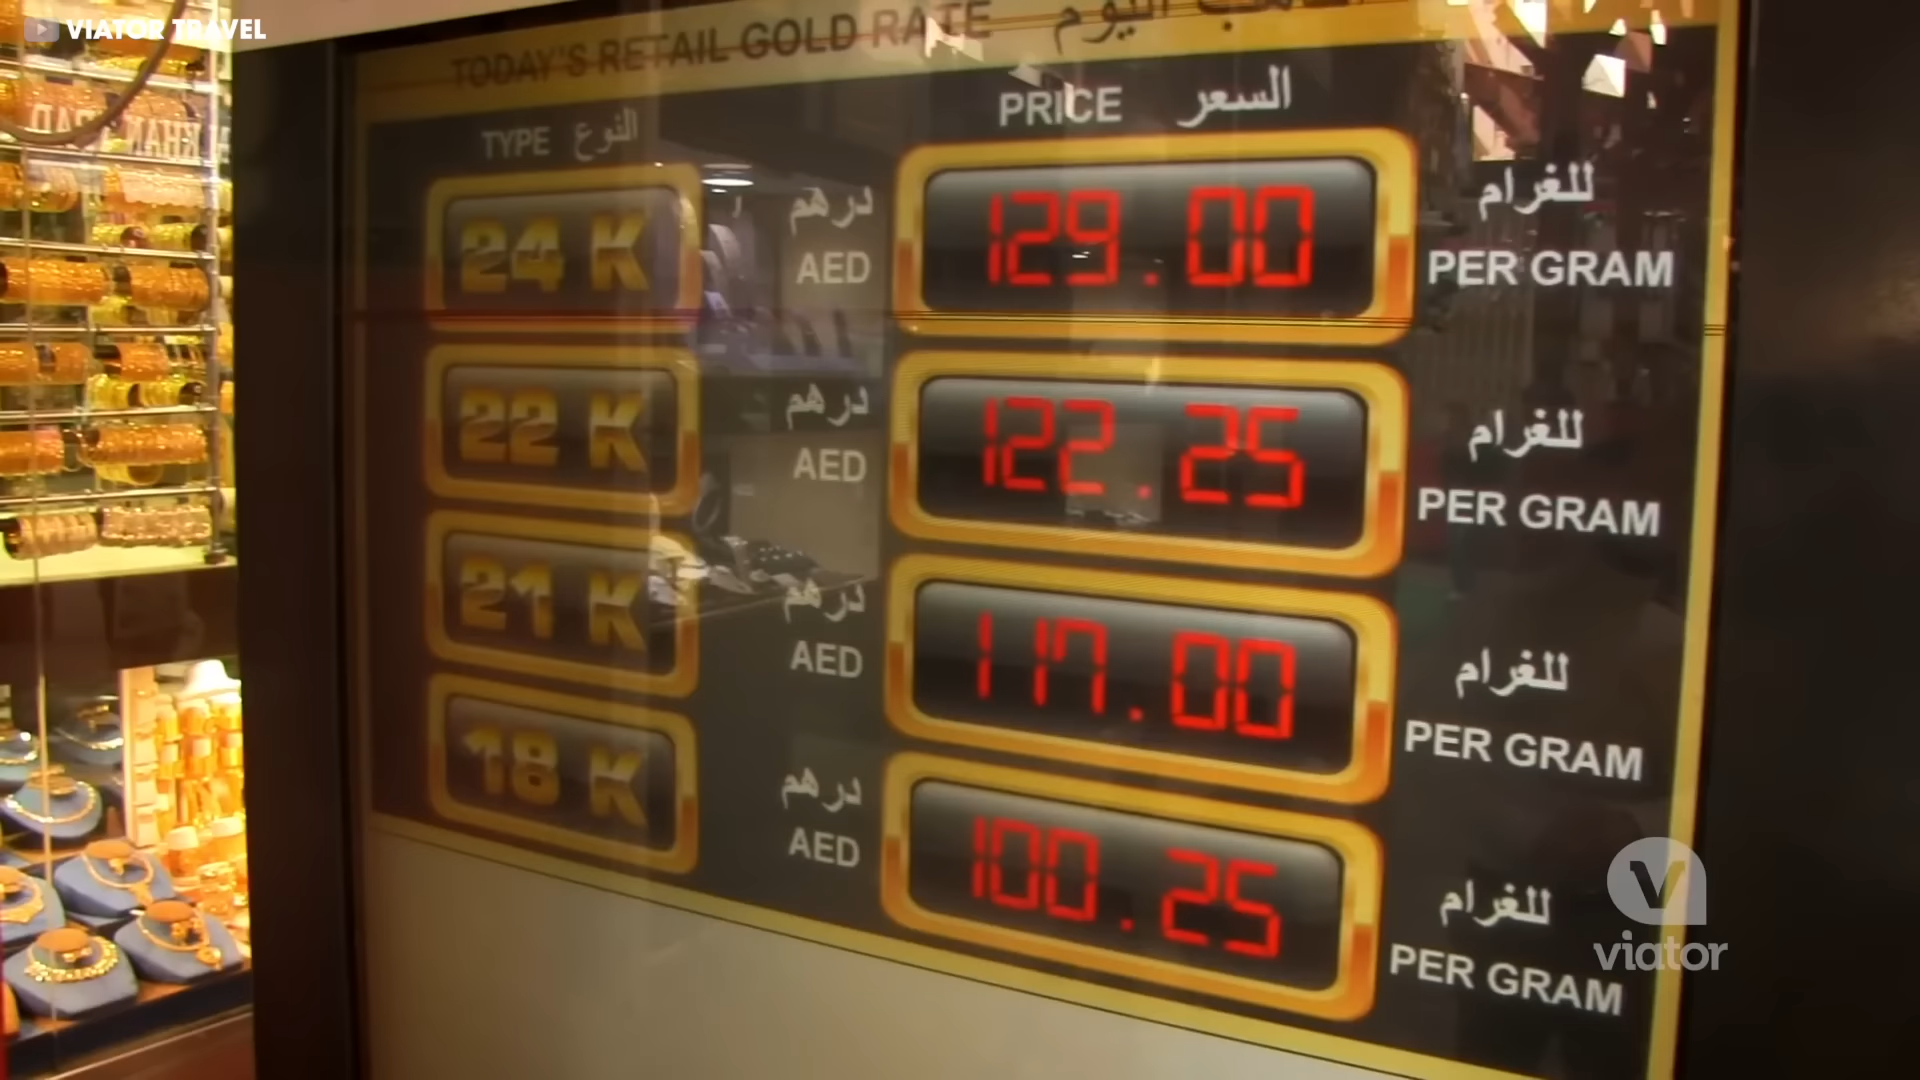 VIATOR TRAVEL
TODAY'S RETAIL GOLD RATE اليوم
TYPE النوع PRICE السعر
24 K درهم AED 129.00 للغرام PER GRAM
22 K درهم AED 122.25 للغرام PER GRAM
21 K درهم AED 117.00 للغرام PER GRAM
18 K درهم AED 100.25 للغرام PER GRAM
viator